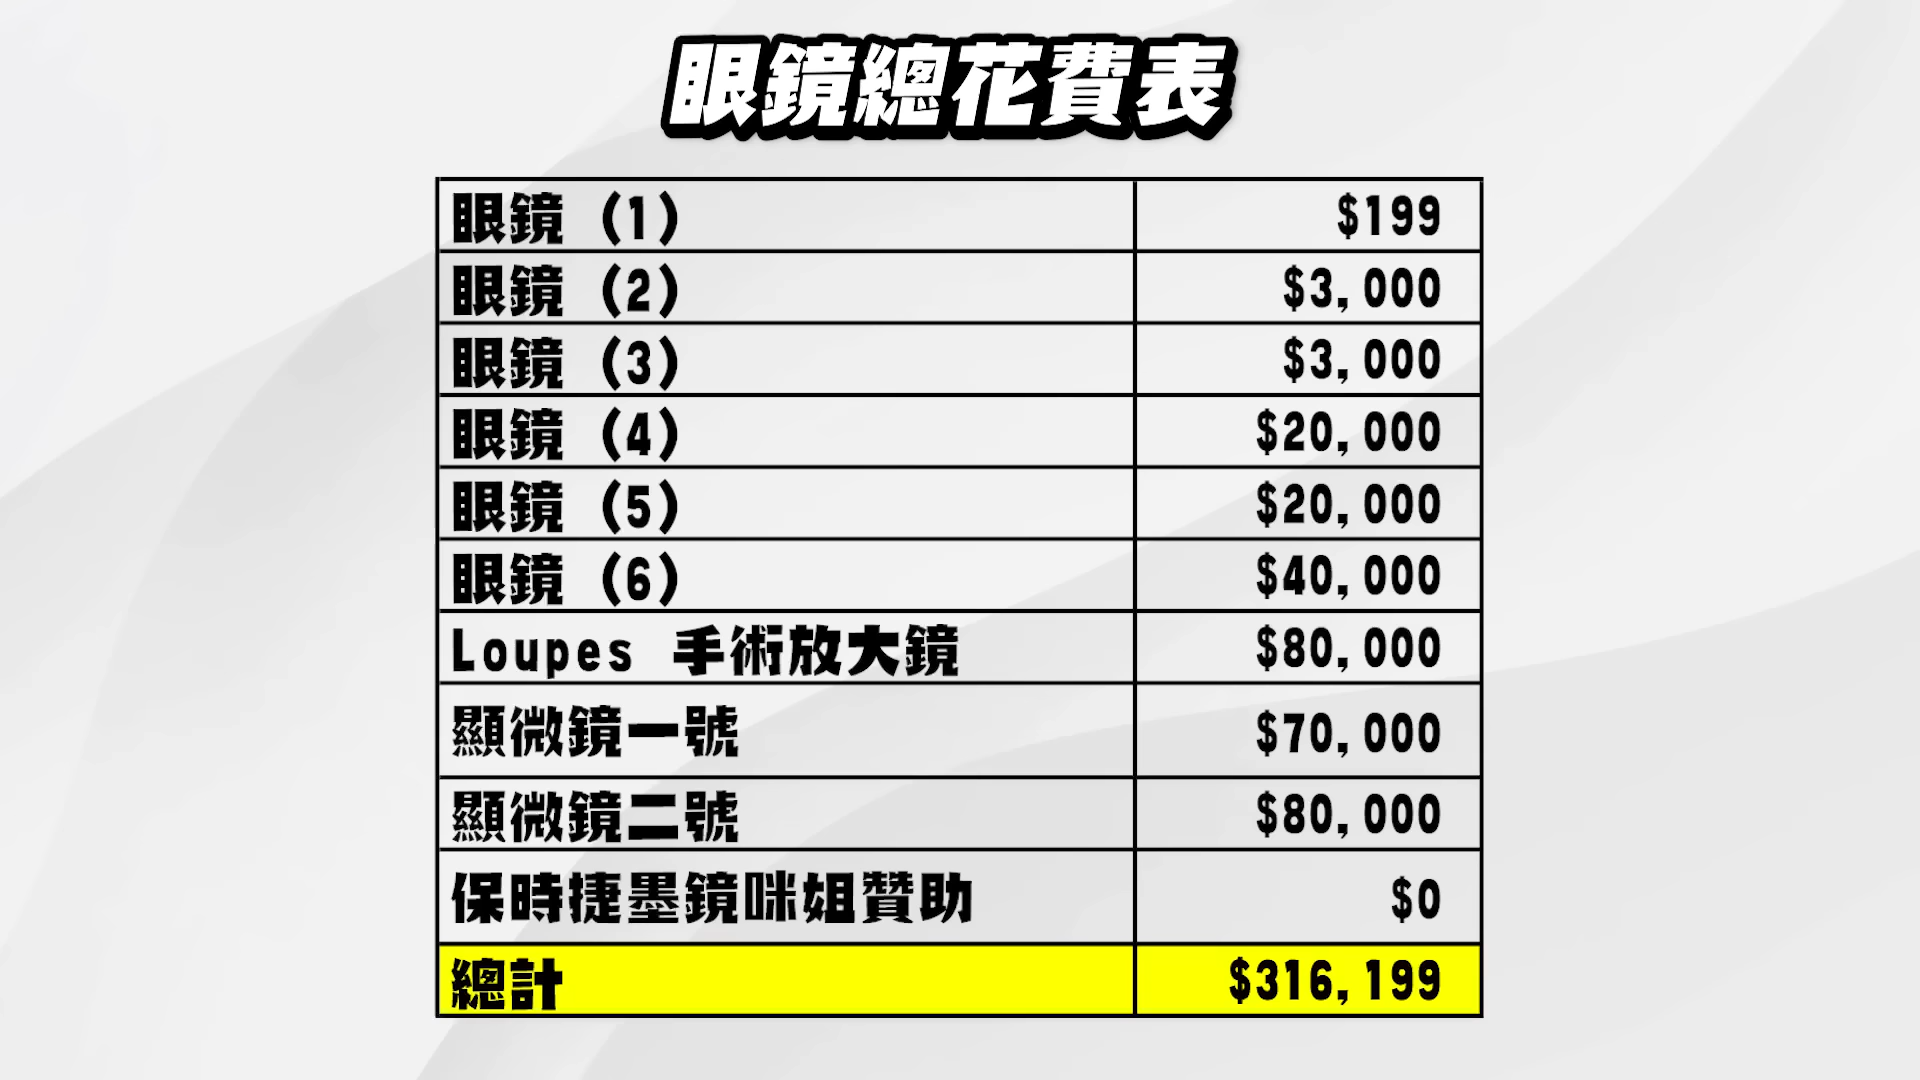 眼鏡總花費表
眼鏡 (1) $199
眼鏡 (2) $3,000
眼鏡 (3) $3,000
眼鏡 (4) $20,000
眼鏡 (5) $20,000
眼鏡 (6) $40,000
Loupes 手術放大鏡 $80,000
顯微鏡一號 $70,000
顯微鏡二號 $80,000
保時捷墨鏡咪姐贊助 $0
總計 $316,199